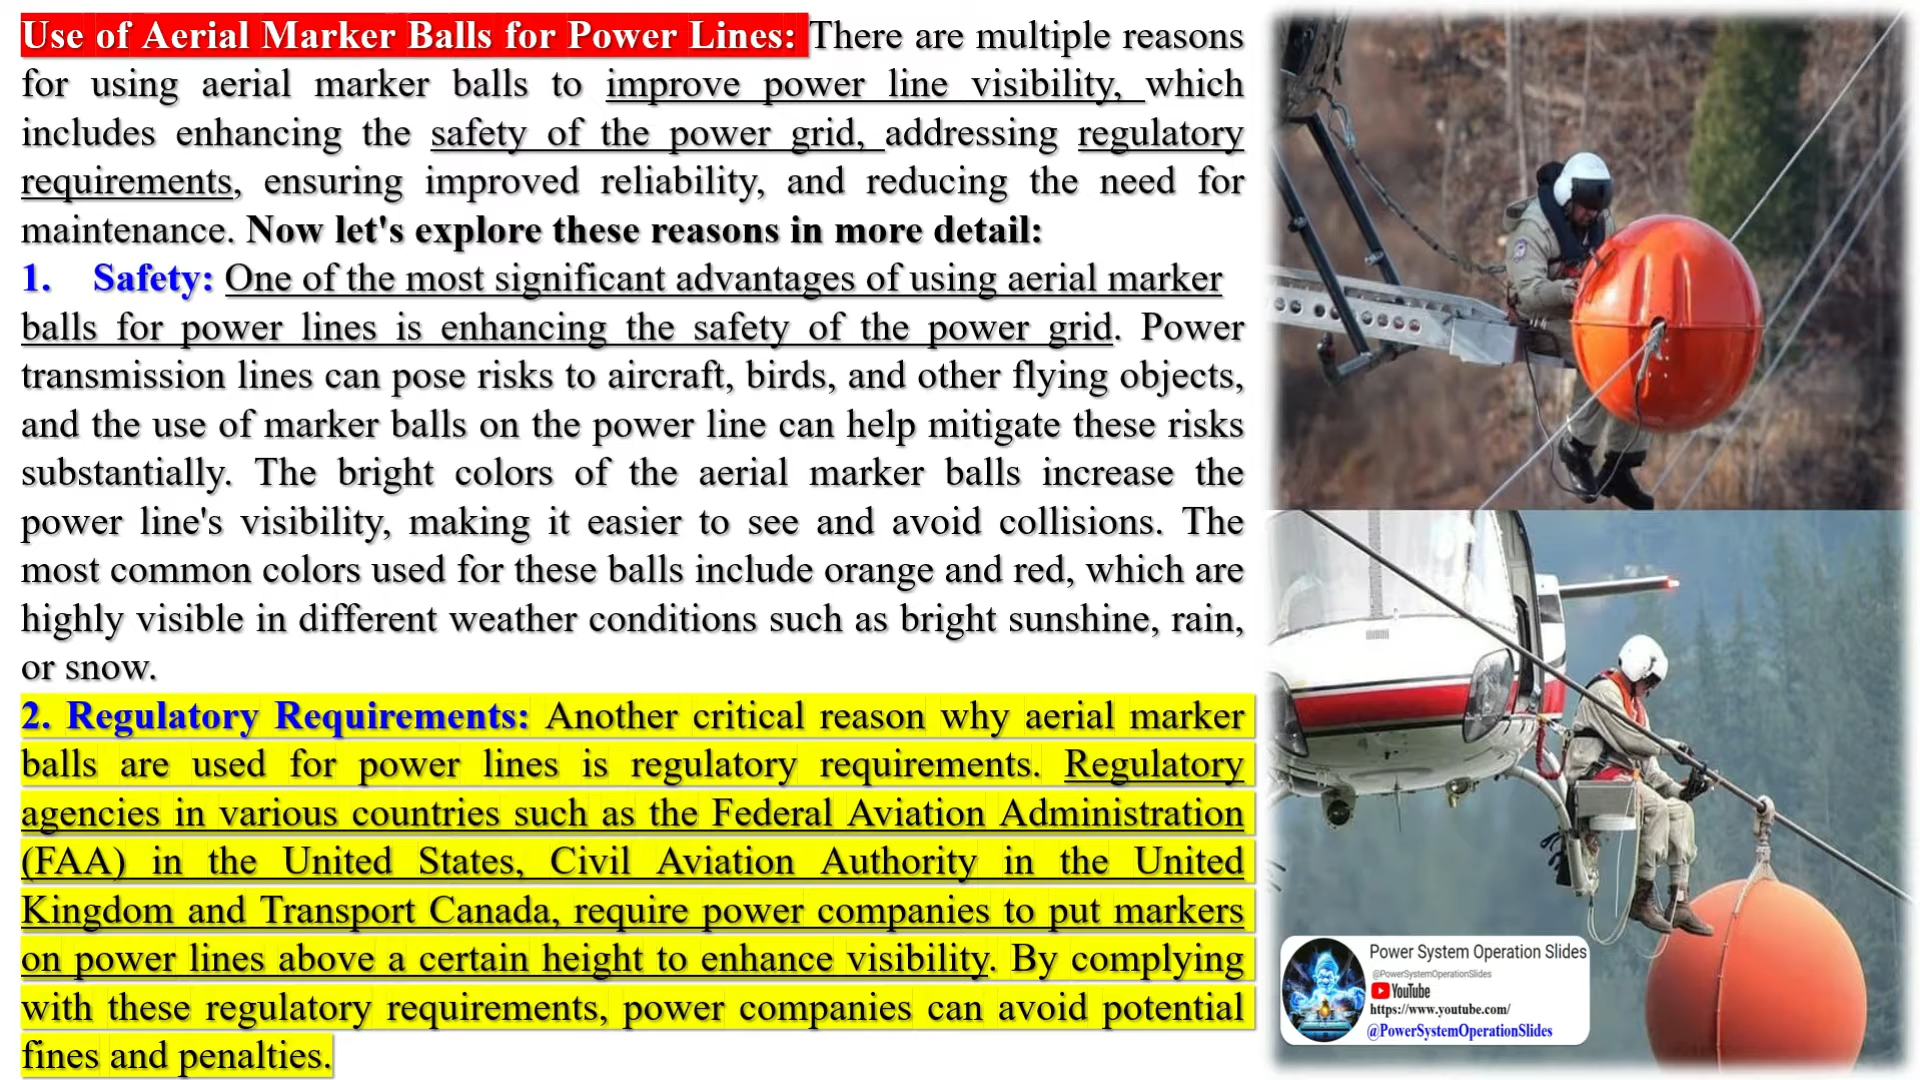 Use of Aerial Marker Balls for Power Lines: There are multiple reasons
for using aerial marker balls to improve power line visibility, which
includes enhancing the safety of the power grid, addressing regulatory
requirements, ensuring improved reliability, and reducing the need for
maintenance. Now let's explore these reasons in more detail:
1. Safety: One of the most significant advantages of using aerial marker
balls for power lines is enhancing the safety of the power grid. Power
transmission lines can pose risks to aircraft, birds, and other flying objects,
and the use of marker balls on the power line can help mitigate these risks
substantially. The bright colors of the aerial marker balls increase the
power line's visibility, making it easier to see and avoid collisions. The
most common colors used for these balls include orange and red, which are
highly visible in different weather conditions such as bright sunshine, rain,
or snow.
2. Regulatory Requirements: Another critical reason why aerial marker
balls are used for power lines is regulatory requirements. Regulatory
agencies in various countries such as the Federal Aviation Administration
(FAA) in the United States, Civil Aviation Authority in the United
Kingdom and Transport Canada, require power companies to put markers
on power lines above a certain height to enhance visibility. By complying
with these regulatory requirements, power companies can avoid potential
fines and penalties.
Power System Operation Slides
@PowerSystemOperationSlides
YouTube
https://www.youtube.com/
@PowerSystemOperationSlides